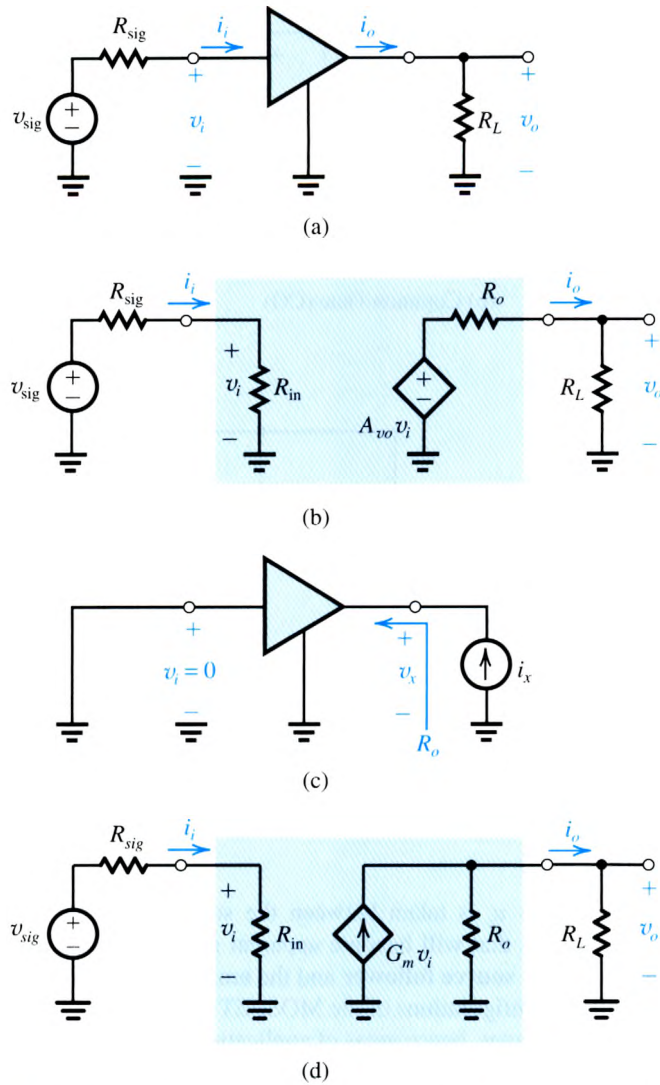 R_sig i_i i_o
+ +
v_sig + − v_i R_L v_o
− −
(a)
R_sig i_i R_o i_o
+ +
v_sig + − v_i R_in + − R_L v_o
− A_vo v_i −
(b)
+ +
v_i = 0 v_x i_x
− −
R_o
(c)
R_sig i_i i_o
+ +
v_sig + − v_i R_in G_m v_i R_o R_L v_o
− −
(d)